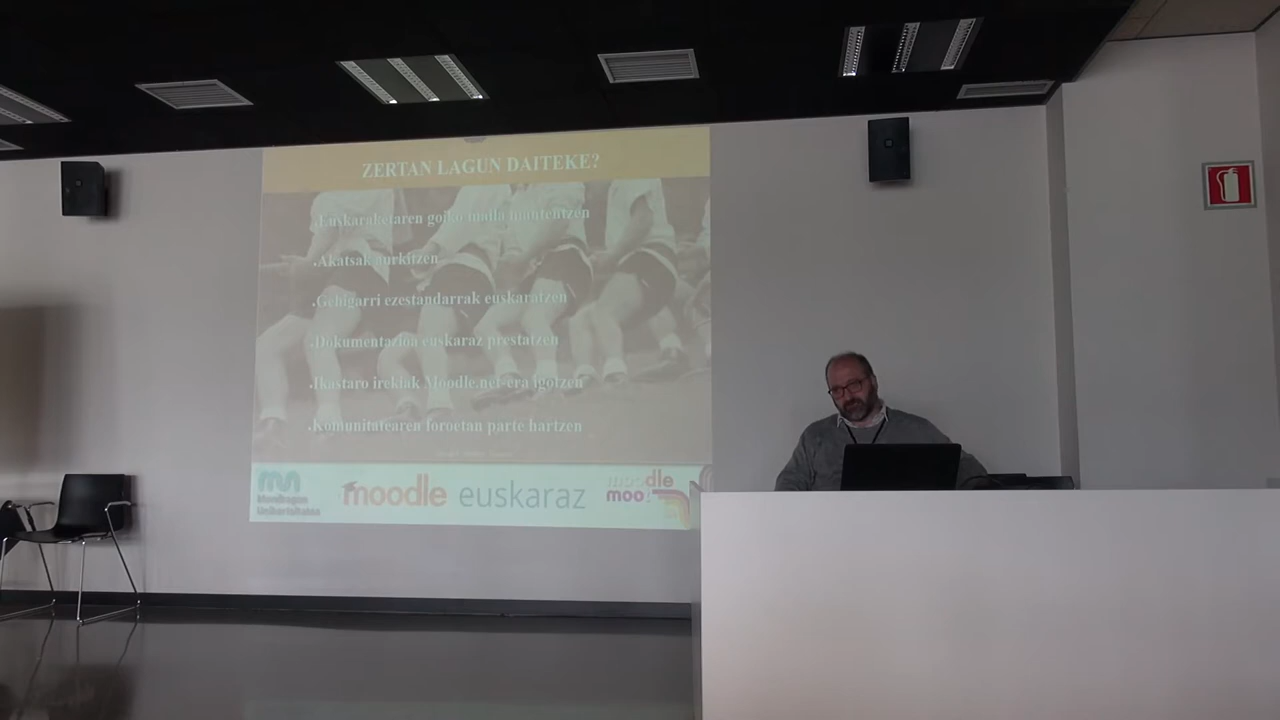 ZERTAN LAGUN DAITEKE?
.Euskaraketaren goiko maila mantentzen
.Akatsak aurkitzen
.Gehigarri ezestandarrak euskaratzen
.Dokumentazioa euskaraz prestatzen
.Ikastaro irekiak Moodle.net-era igotzen
.Komunitatearen foroetan parte hartzen
Mondragon
Unibertsitatea
moodle euskaraz
moodle
moo